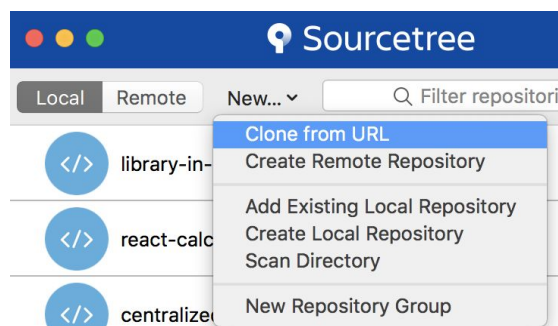 Sourcetree
Local Remote New... Filter repositori
Clone from URL
Create Remote Repository
library-in-
Add Existing Local Repository
react-calc
Create Local Repository
Scan Directory
New Repository Group
centralized